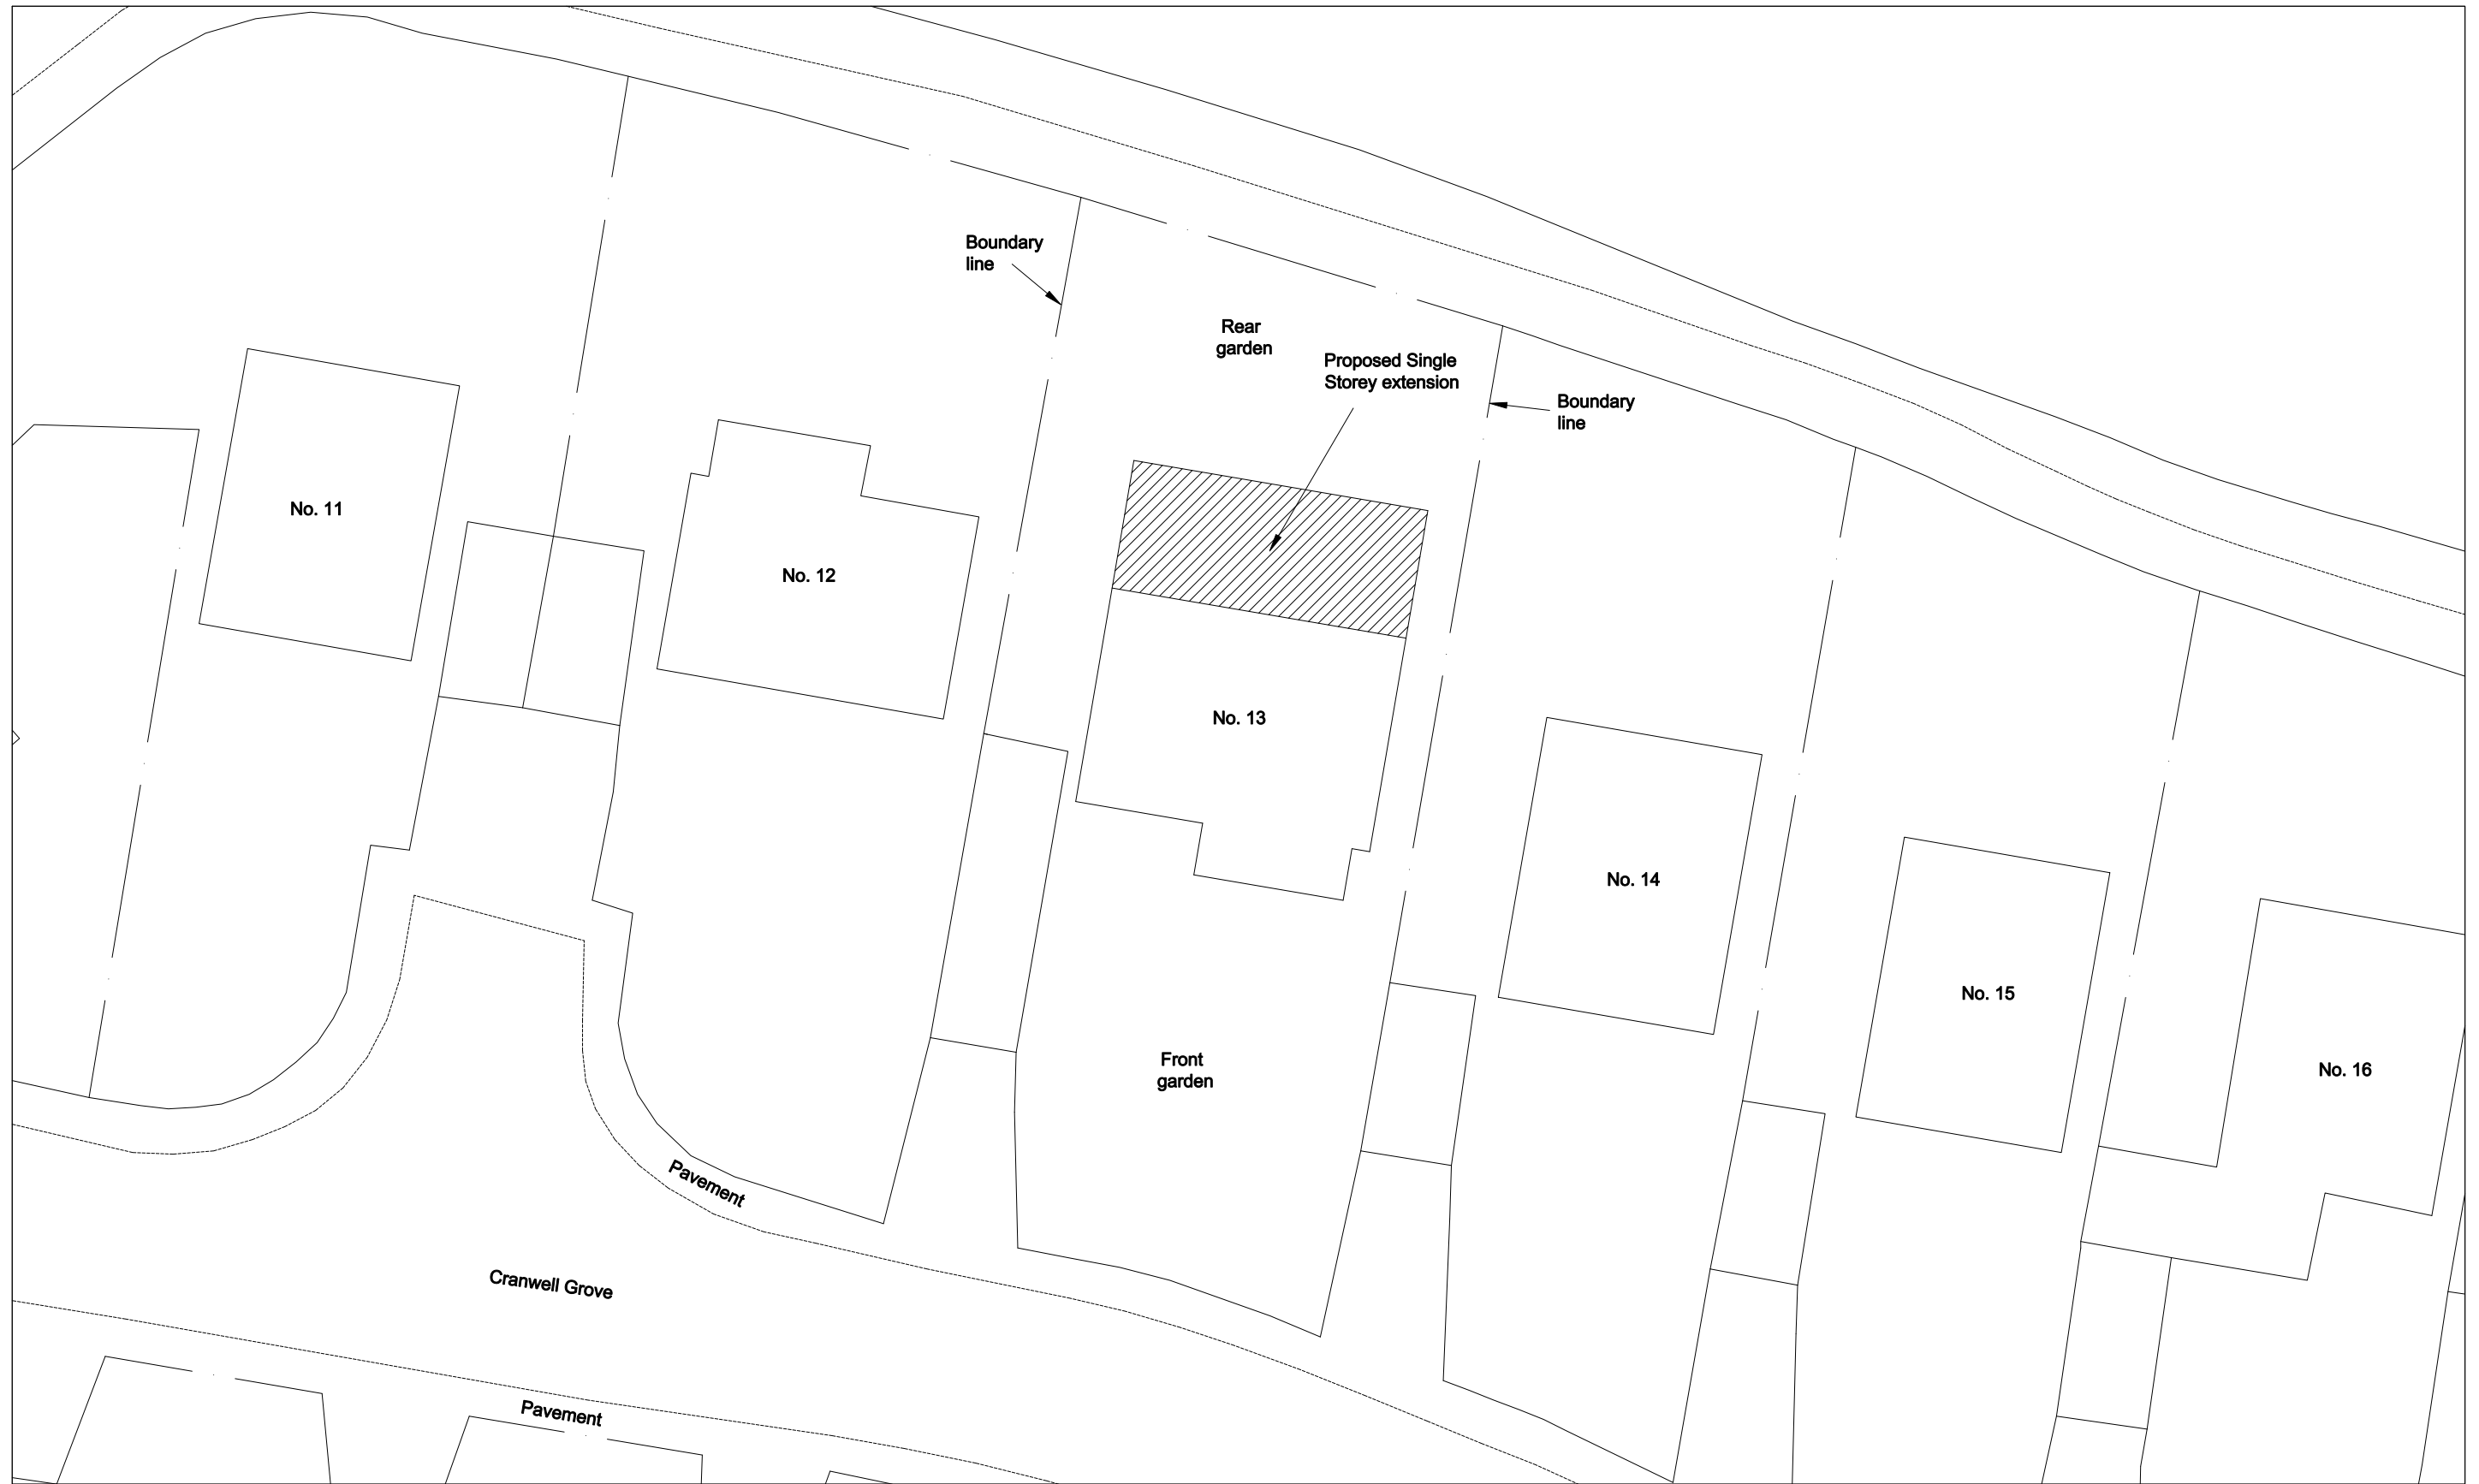 Boundary
line
Rear
garden
Proposed Single
Storey extension
Boundary
line
No. 11
No. 12
No. 13
No. 14
No. 15
No. 16
Front
garden
Pavement
Cranwell Grove
Pavement